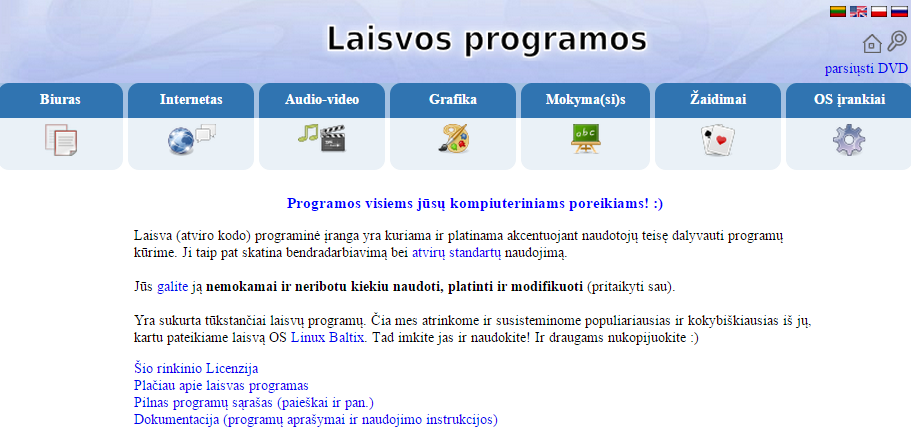 Laisvos programos
parsiųsti DVD
Biuras
Internetas
Audio-video
Grafika
Mokyma(si)s
Žaidimai
OS įrankiai
abc
Programos visiems jūsų kompiuteriniams poreikiams! :)
Laisva (atviro kodo) programinė įranga yra kuriama ir platinama akcentuojant naudotojų teisę dalyvauti programų
kūrime. Ji taip pat skatina bendradarbiavimą bei atvirų standartų naudojimą.
Jūs galite ją nemokamai ir neribotu kiekiu naudoti, platinti ir modifikuoti (pritaikyti sau).
Yra sukurta tūkstančiai laisvų programų. Čia mes atrinkome ir susisteminome populiariausias ir kokybiškiausias iš jų,
kartu pateikiame laisvą OS Linux Baltix. Tad imkite jas ir naudokite! Ir draugams nukopijuokite :)
Šio rinkinio Licenzija
Plačiau apie laisvas programas
Pilnas programų sąrašas (paieškai ir pan.)
Dokumentacija (programų aprašymai ir naudojimo instrukcijos)